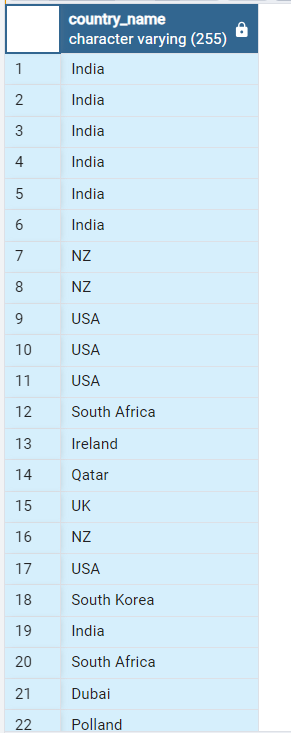 country_name
character varying (255)
1 India
2 India
3 India
4 India
5 India
6 India
7 NZ
8 NZ
9 USA
10 USA
11 USA
12 South Africa
13 Ireland
14 Qatar
15 UK
16 NZ
17 USA
18 South Korea
19 India
20 South Africa
21 Dubai
22 Polland